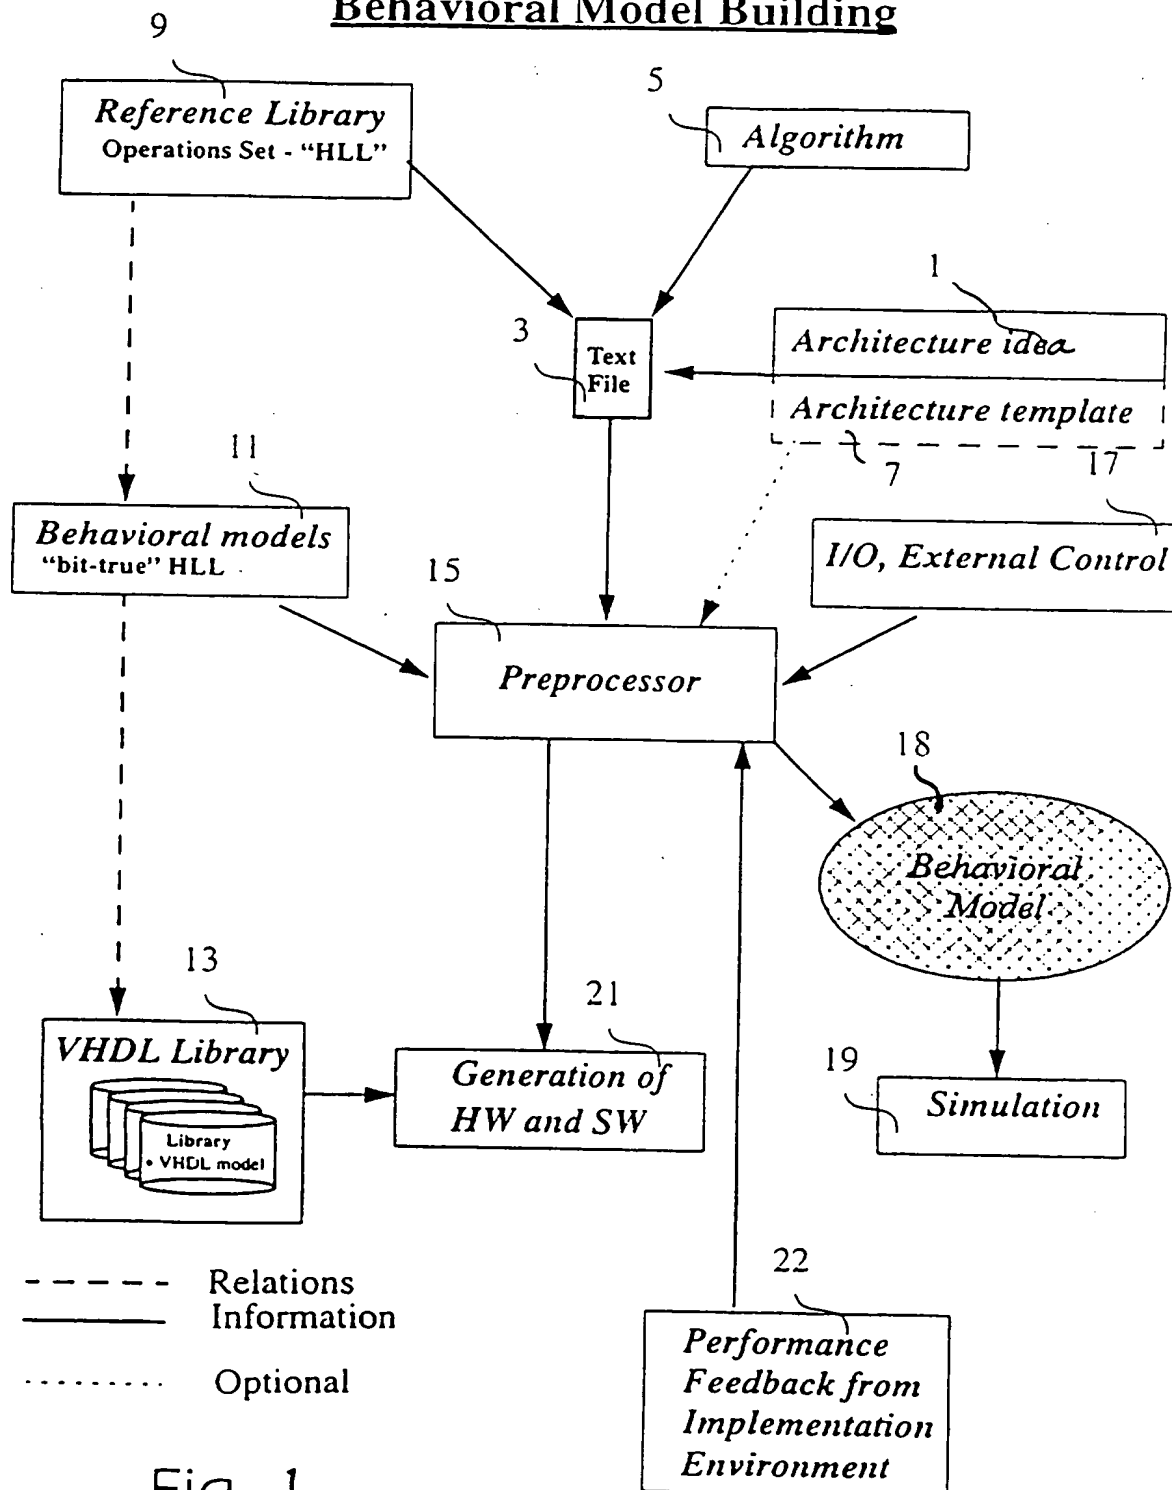 Behavioral Model Building
9
Reference Library
Operations Set - "HLL"
5
Algorithm
1
Architecture idea
3
Text
File
Architecture template
7
11
Behavioral models
"bit-true" HLL
17
I/O, External Control
15
Preprocessor
18
Behavioral
Model
13
VHDL Library
Library
• VHDL model
21
Generation of
HW and SW
19
Simulation
22
Performance
Feedback from
Implementation
Environment
Relations
Information
Optional
Fig. 1